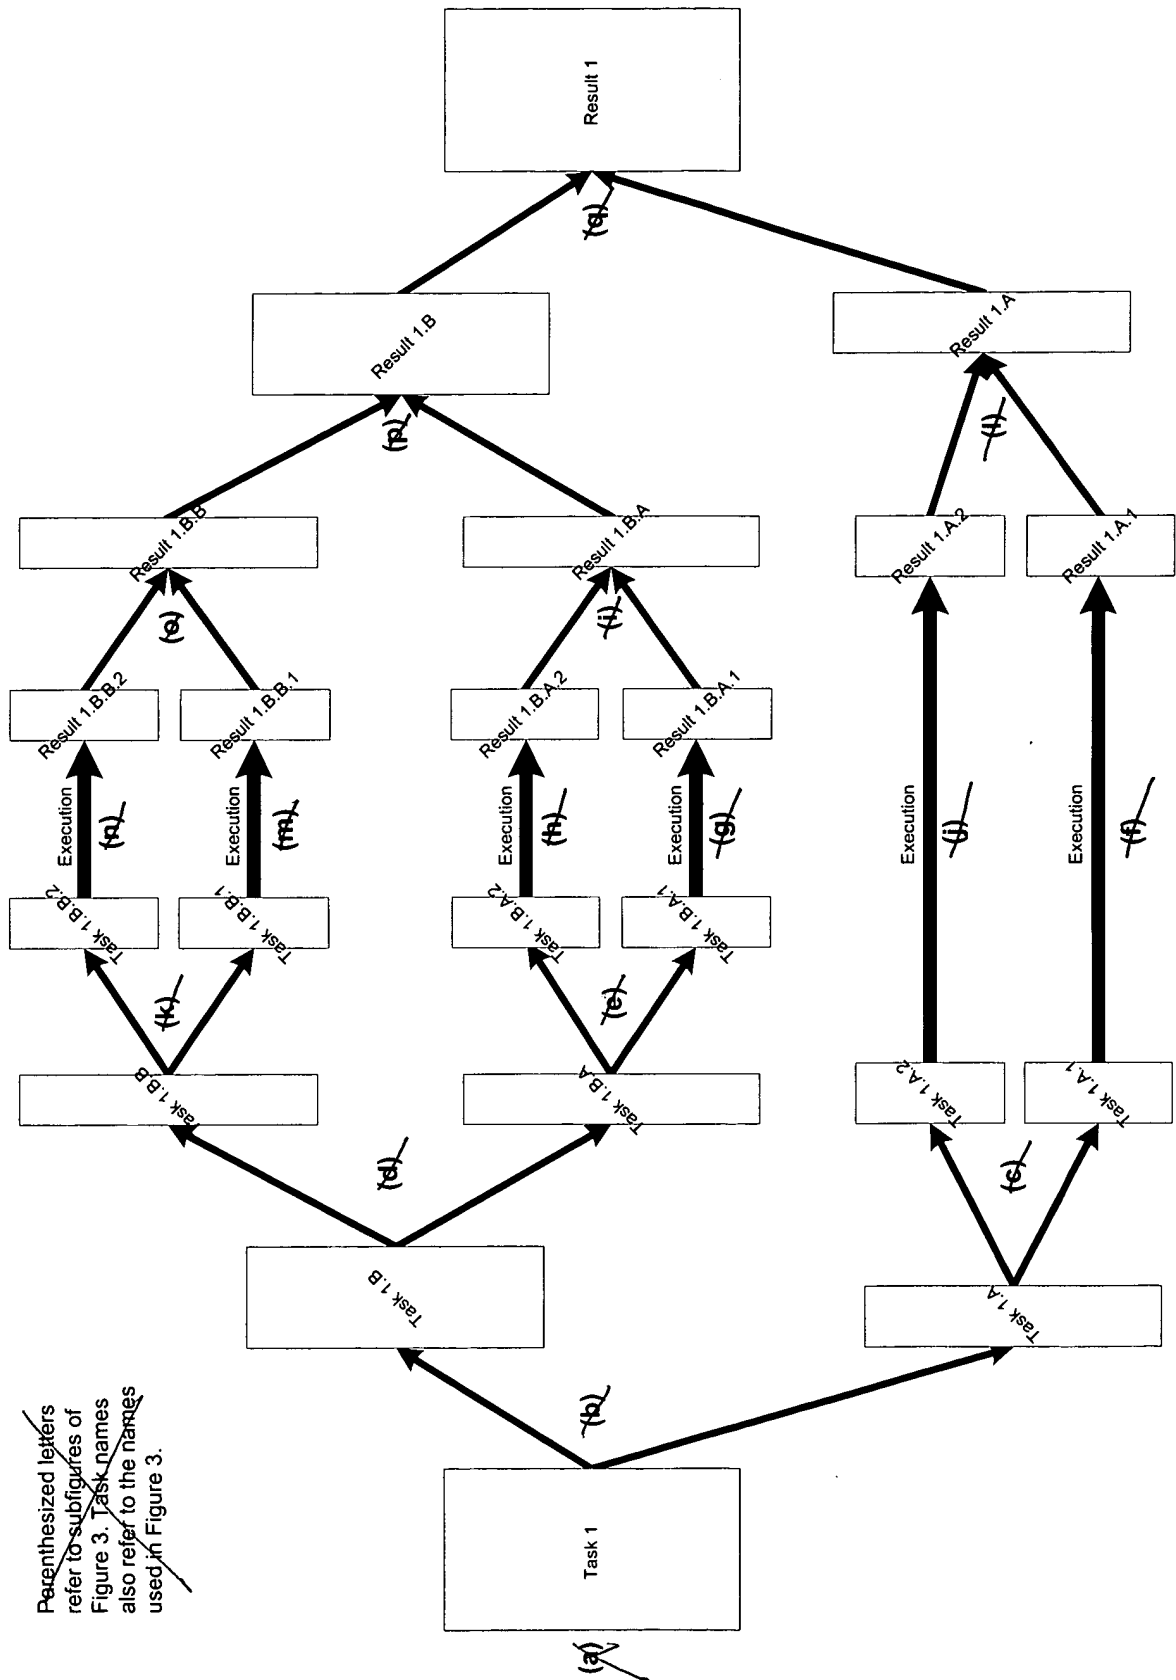 Parenthesized letters
refer to subfigures of
Figure 3. Task names
also refer to the names
used in Figure 3.
(a)
Task 1
(b)
Task 1.B
Task 1.A
(d)
(c)
Task 1.B.B
Task 1.B.A
Task 1.A.2
Task 1.A.1
(k)
(e)
Task 1.B.B.2
Task 1.B.B.1
Task 1.B.A.2
Task 1.B.A.1
Execution
(n)
Execution
(m)
Execution
(h)
Execution
(g)
Execution
(j)
Execution
(f)
Result 1.B.B.2
Result 1.B.B.1
Result 1.B.A.2
Result 1.B.A.1
(o)
(i)
Result 1.B.B
Result 1.B.A
Result 1.A.2
Result 1.A.1
(p)
(l)
Result 1.B
Result 1.A
(q)
Result 1